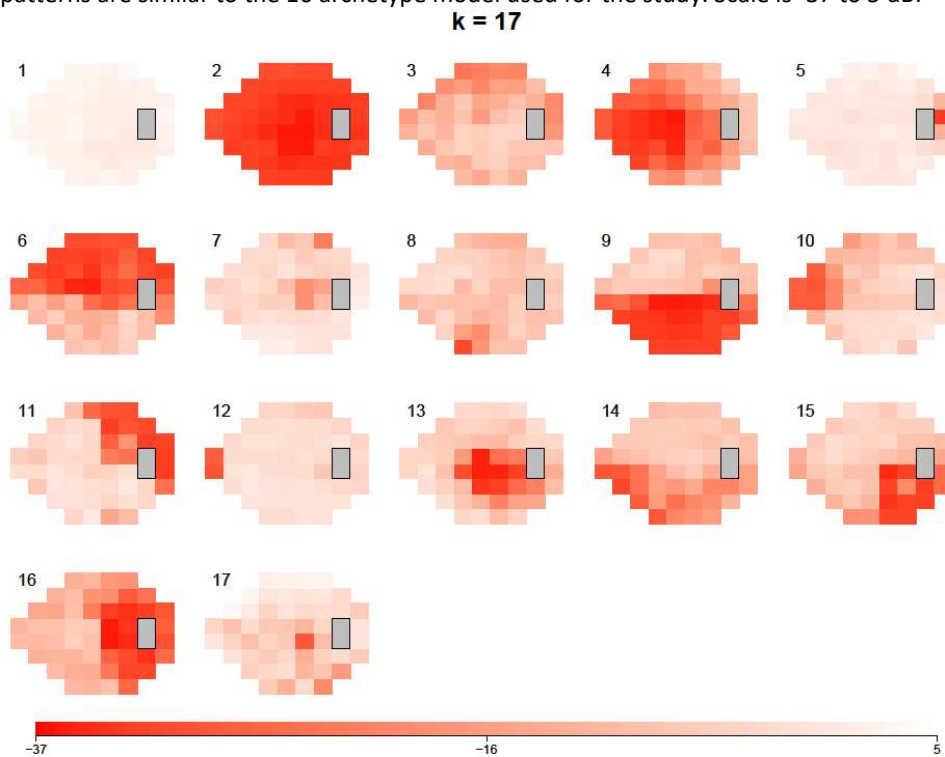 patterns are similar to the 16 archetype model used for the study. Scale is -37 to 5 dB.
k = 17
1 2 3 4 5
6 7 8 9 10
11 12 13 14 15
16 17
−37 −16 5